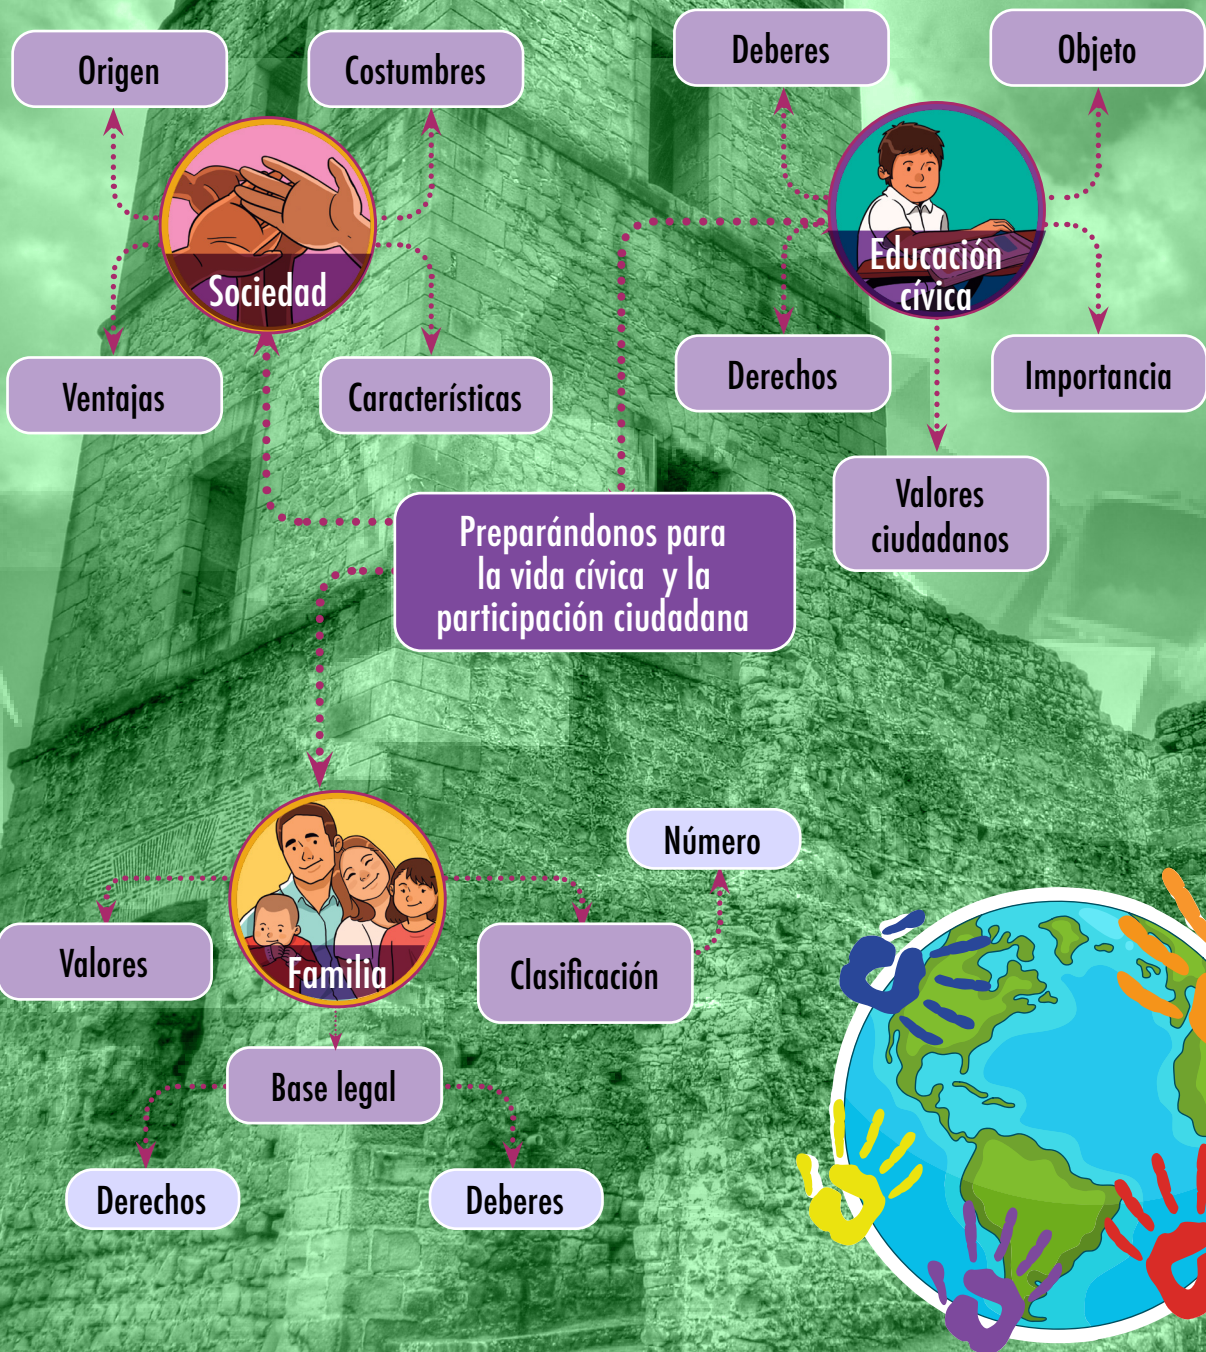 Origen
Costumbres
Sociedad
Ventajas
Características
Deberes
Objeto
Educación
cívica
Derechos
Importancia
Valores
ciudadanos
Preparándonos para
la vida cívica y la
participación ciudadana
Número
Valores
Familia
Clasificación
Base legal
Derechos
Deberes